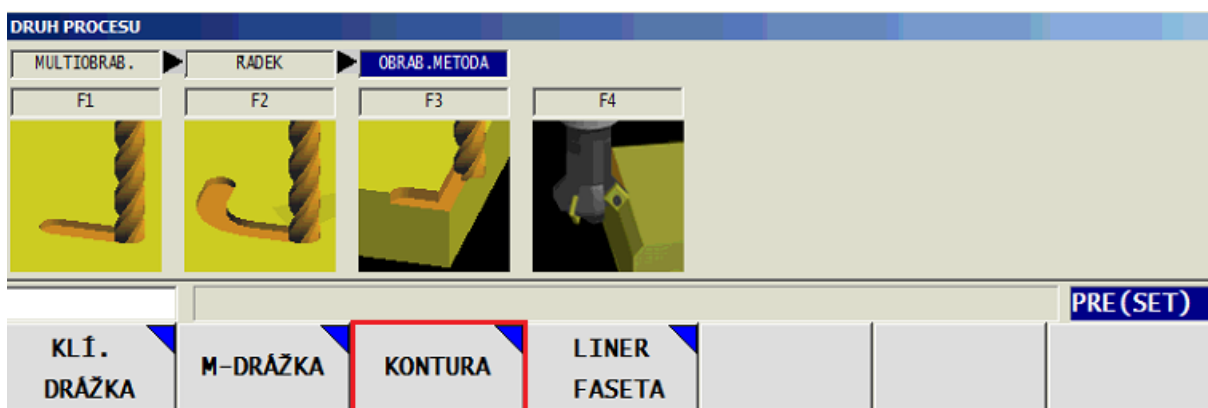 DRUH PROCESU
MULTIOBRAB. RADEK OBRAB.METODA
F1 F2 F3 F4
PRE(SET)
KLÍ. DRÁŽKA
M-DRÁŽKA
KONTURA
LINER FASETA